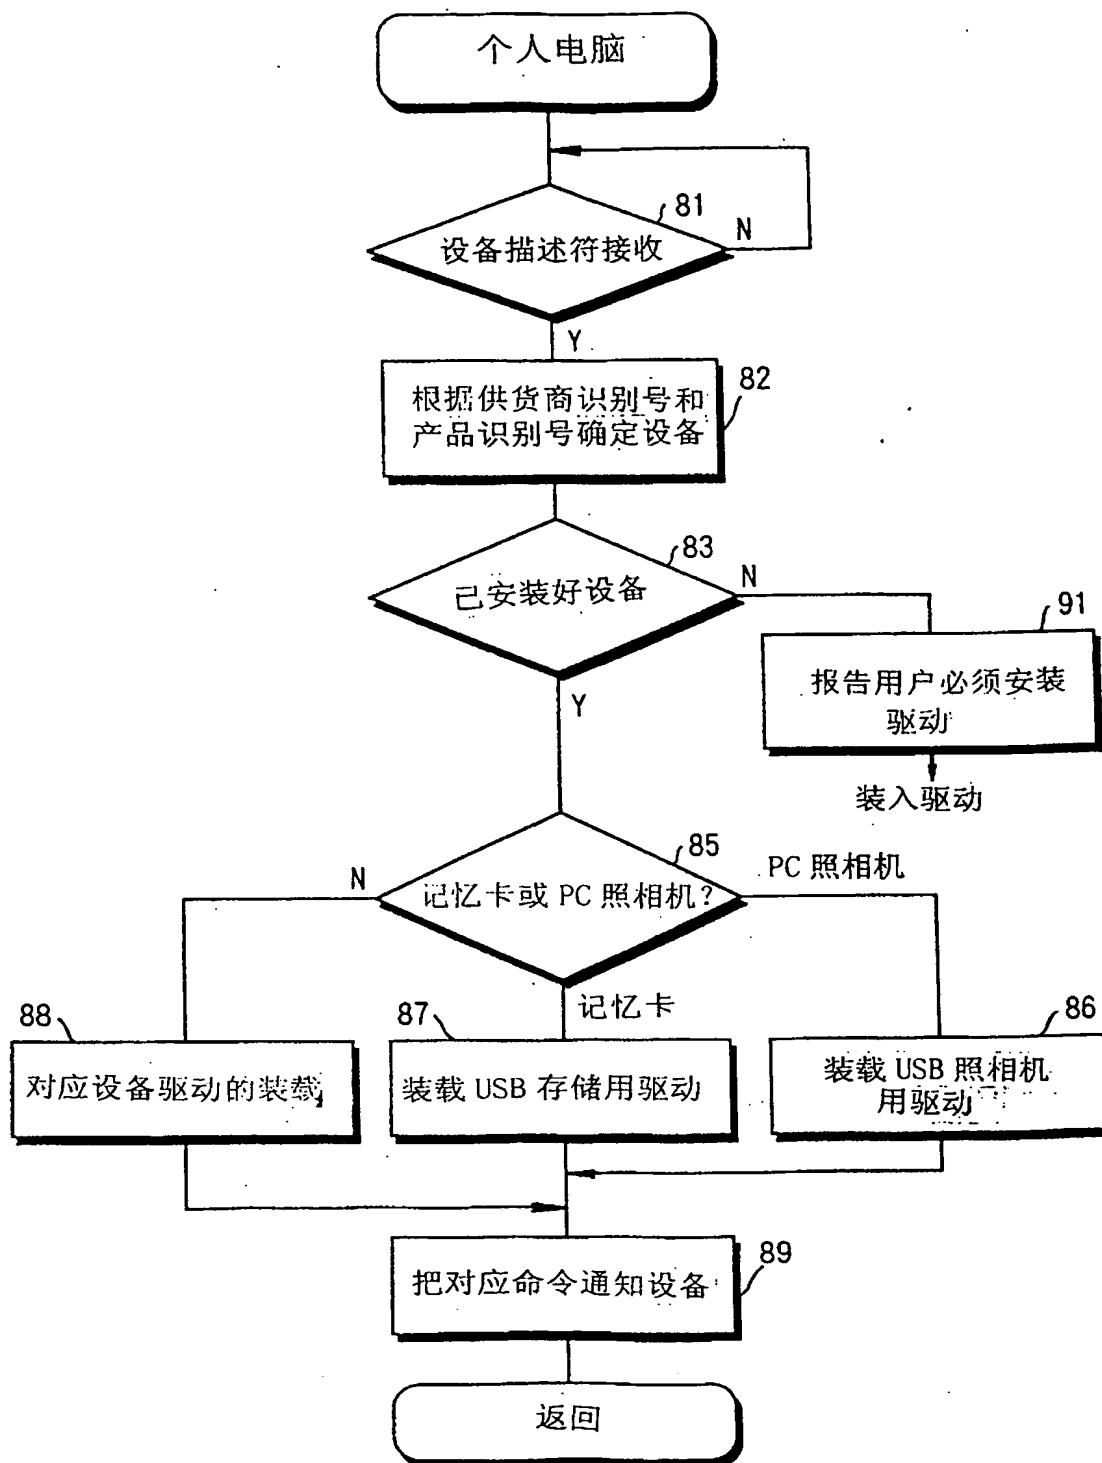 个人电脑
81
设备描述符接收
N
Y
82
根据供货商识别号和
产品识别号确定设备
83
已安装好设备
N
91
Y
报告用户必须安装
驱动
装入驱动
85
PC 照相机
N
记忆卡或 PC 照相机?
记忆卡
88
87
86
对应设备驱动的装载
装载 USB 存储用驱动
装载 USB 照相机
用驱动
89
把对应命令通知设备
返回